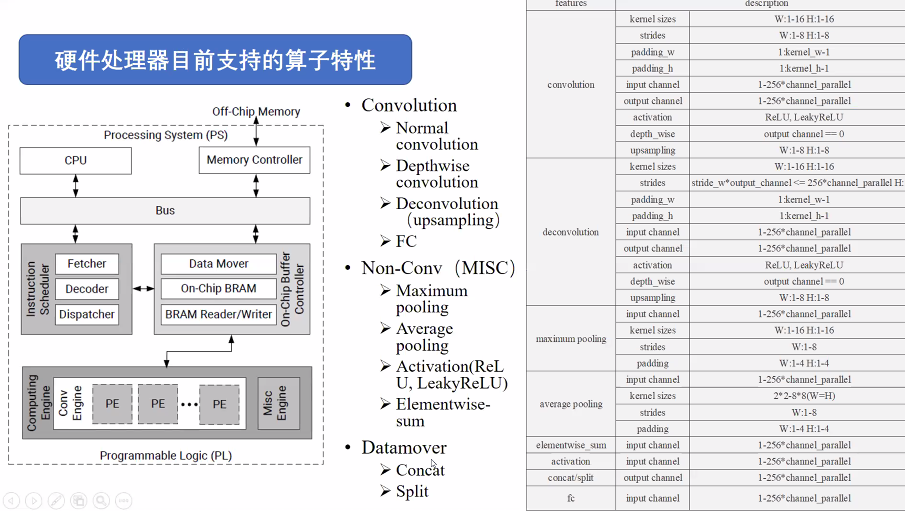 硬件处理器目前支持的算子特性
Off-Chip Memory
Processing System (PS)
CPU
Memory Controller
Bus
Instruction Scheduler
Fetcher
Decoder
Dispatcher
Data Mover
On-Chip BRAM
BRAM Reader/Writer
On-Chip Buffer Controller
Computing Engine
Conv Engine
PE
PE
•••
PE
Misc Engine
Programmable Logic (PL)
• Convolution
➢ Normal
convolution
➢ Depthwise
convolution
➢ Deconvolution
（upsampling）
➢ FC
• Non-Conv（MISC）
➢ Maximum
pooling
➢ Average
pooling
➢ Activation(ReL
U, LeakyReLU)
➢ Elementwise-
sum
• Datamover
➢ Concat
➢ Split
features description
convolution
kernel sizes W:1-16 H:1-16
strides W:1-8 H:1-8
padding_w 1:kernel_w-1
padding_h 1:kernel_h-1
input channel 1-256*channel_parallel
output channel 1-256*channel_parallel
activation ReLU, LeakyReLU
depth_wise output channel == 0
upsampling W:1-8 H:1-8
deconvolution
kernel sizes W:1-16 H:1-16
strides stride_w*output_channel <= 256*channel_parallel H:
padding_w 1:kernel_w-1
padding_h 1:kernel_h-1
input channel 1-256*channel_parallel
output channel 1-256*channel_parallel
activation ReLU, LeakyReLU
depth_wise output channel == 0
upsampling W:1-8 H:1-8
maximum pooling
input channel 1-256*channel_parallel
kernel sizes W:1-16 H:1-16
strides W:1-8
padding W:1-4 H:1-4
average pooling
input channel 1-256*channel_parallel
kernel sizes 2*2-8*8(W=H)
strides W:1-8
padding W:1-4 H:1-4
elementwise_sum input channel 1-256*channel_parallel
activation input channel 1-256*channel_parallel
concat/split output channel 1-256*channel_parallel
fc input channel 1-256*channel_parallel